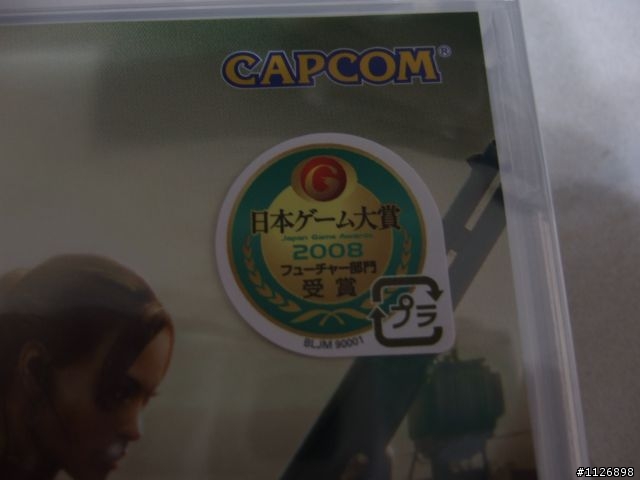 CAPCOM®
G
日本ゲーム大賞
Japan Game Awards
2008
フューチャー部門
受賞
プラ
BLJM 90001
#1126898